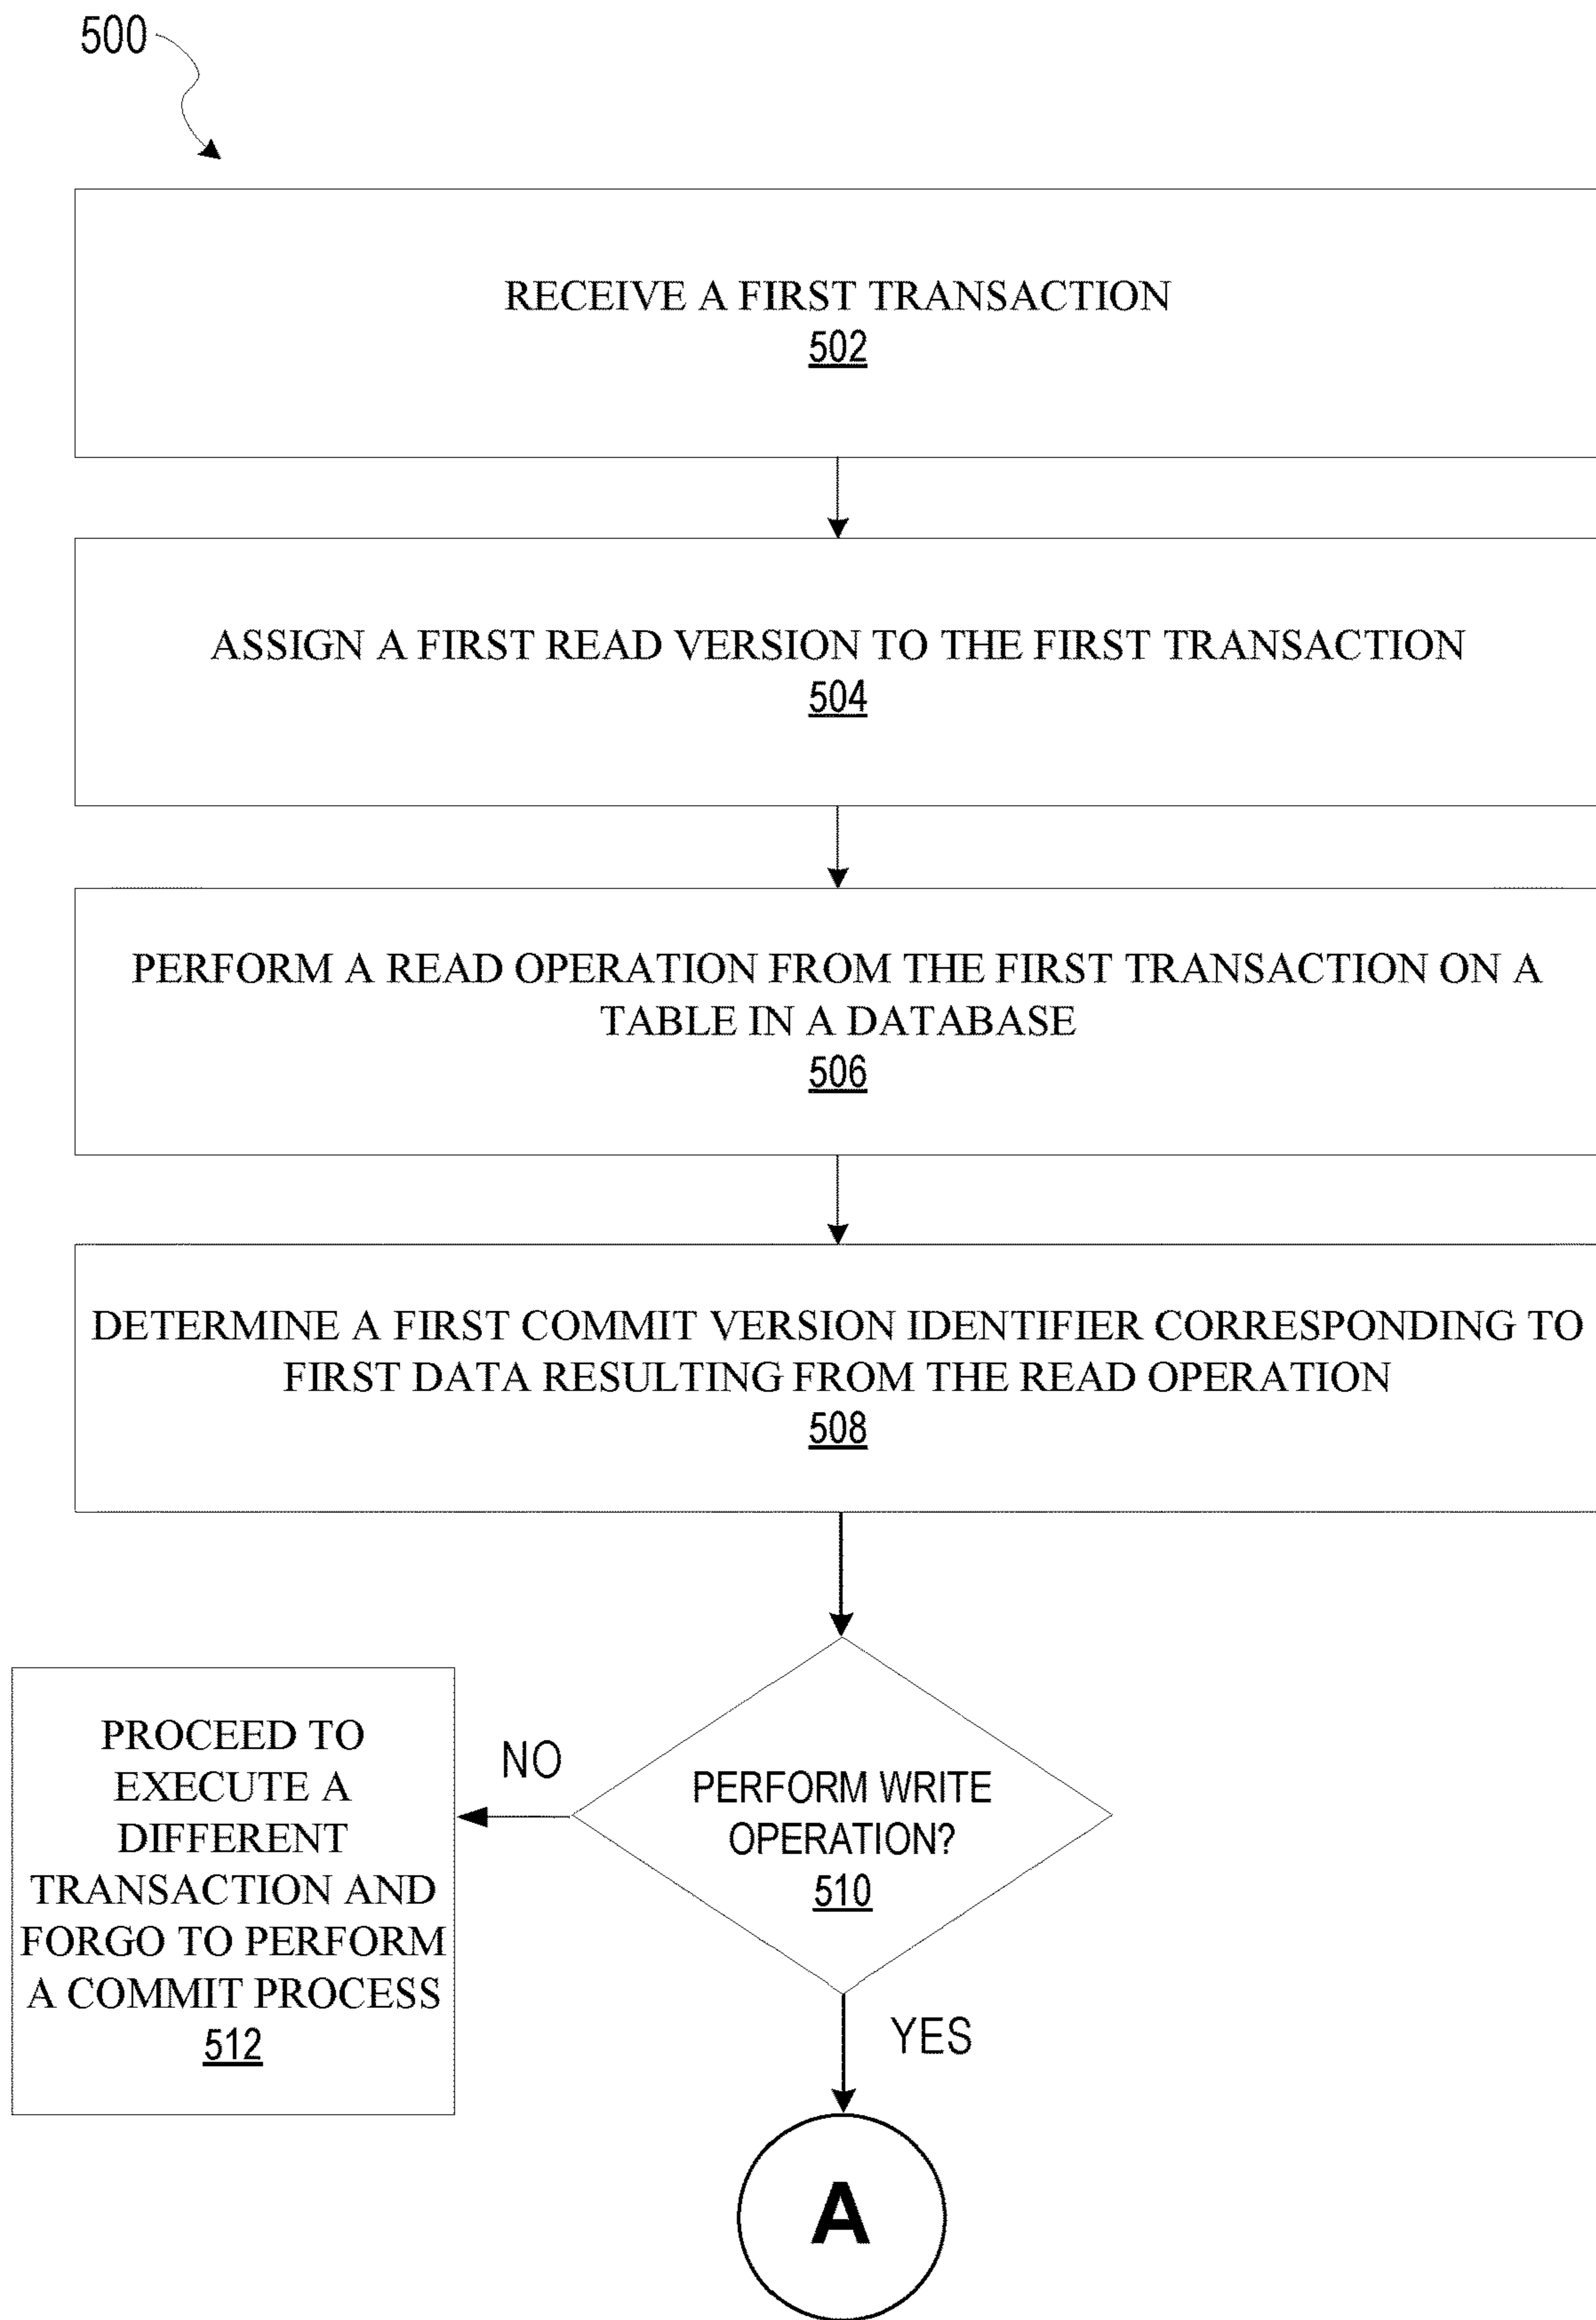 500
RECEIVE A FIRST TRANSACTION
502
ASSIGN A FIRST READ VERSION TO THE FIRST TRANSACTION
504
PERFORM A READ OPERATION FROM THE FIRST TRANSACTION ON A
TABLE IN A DATABASE
506
DETERMINE A FIRST COMMIT VERSION IDENTIFIER CORRESPONDING TO
FIRST DATA RESULTING FROM THE READ OPERATION
508
PERFORM WRITE
OPERATION?
510
NO
PROCEED TO
EXECUTE A
DIFFERENT
TRANSACTION AND
FORGO TO PERFORM
A COMMIT PROCESS
512
YES
A